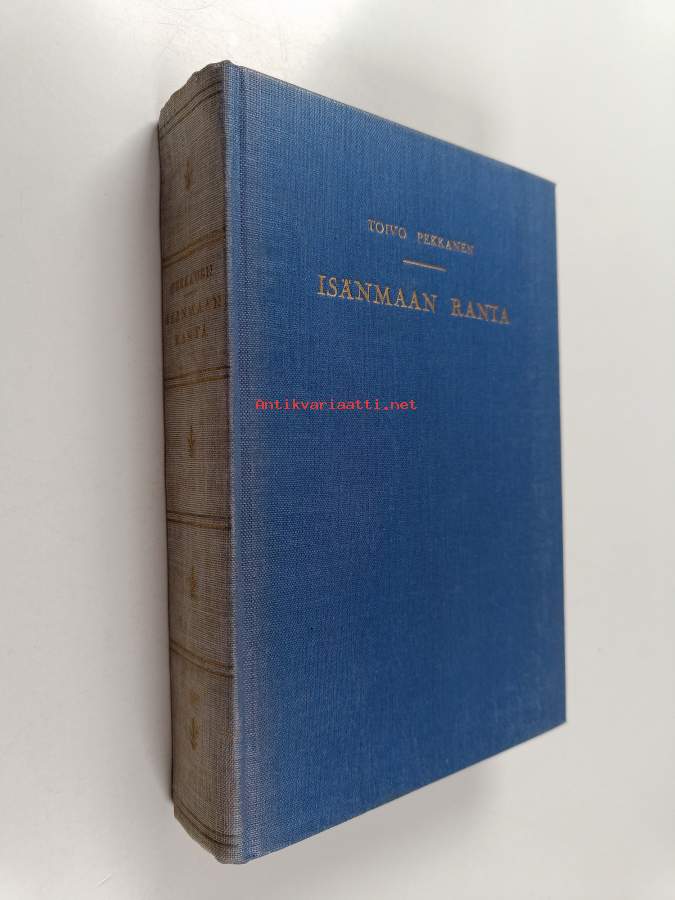 TOIVO PEKKANEN
ISÄNMAAN RANTA
PEKKANEN
ISÄNMAAN
RANTA
Antikvariaatti.net